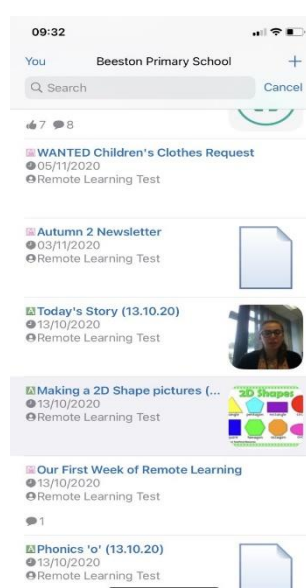 09:32
You Beeston Primary School +
Search Cancel
7 8
WANTED Children's Clothes Request
05/11/2020
Remote Learning Test
Autumn 2 Newsletter
03/11/2020
Remote Learning Test
Today's Story (13.10.20)
13/10/2020
Remote Learning Test
Making a 2D Shape pictures (...
2D Shapes
13/10/2020
Remote Learning Test
Our First Week of Remote Learning
13/10/2020
Remote Learning Test
1
Phonics 'o' (13.10.20)
13/10/2020
Remote Learning Test